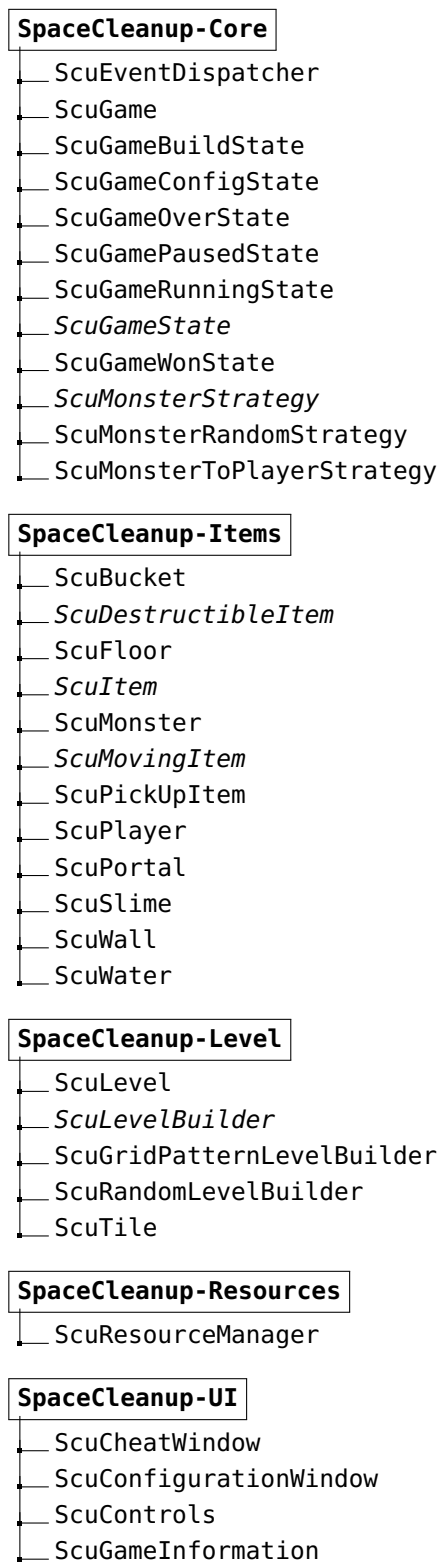 SpaceCleanup-Core
ScuEventDispatcher
ScuGame
ScuGameBuildState
ScuGameConfigState
ScuGameOverState
ScuGamePausedState
ScuGameRunningState
ScuGameState
ScuGameWonState
ScuMonsterStrategy
ScuMonsterRandomStrategy
ScuMonsterToPlayerStrategy
SpaceCleanup-Items
ScuBucket
ScuDestructibleItem
ScuFloor
ScuItem
ScuMonster
ScuMovingItem
ScuPickUpItem
ScuPlayer
ScuPortal
ScuSlime
ScuWall
ScuWater
SpaceCleanup-Level
ScuLevel
ScuLevelBuilder
ScuGridPatternLevelBuilder
ScuRandomLevelBuilder
ScuTile
SpaceCleanup-Resources
ScuResourceManager
SpaceCleanup-UI
ScuCheatWindow
ScuConfigurationWindow
ScuControls
ScuGameInformation